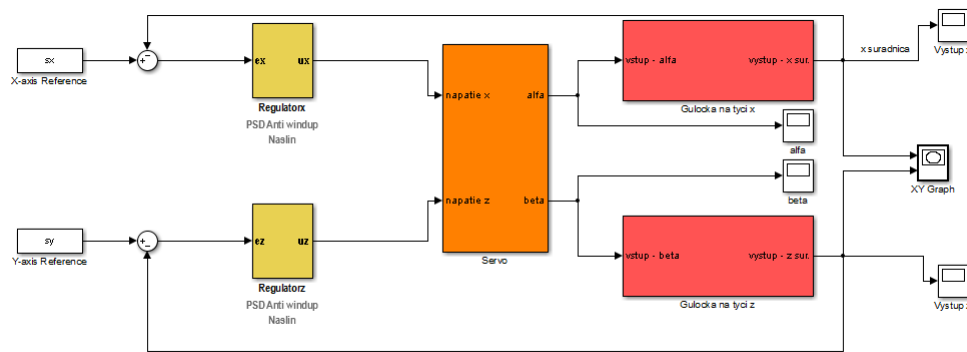 sx
X-axis Reference
ex ux
Regulatorx
PSD Anti windup
Naslin
napatie x alfa
napatie z beta
Servo
vstup - alfa vystup - x sur.
Gulocka na tyci x
x suradnica
Vystup
alfa
beta
XY Graph
sy
Y-axis Reference
ez uz
Regulatorz
PSD Anti windup
Naslin
vstup - beta vystup - z sur.
Gulocka na tyci z
Vystup